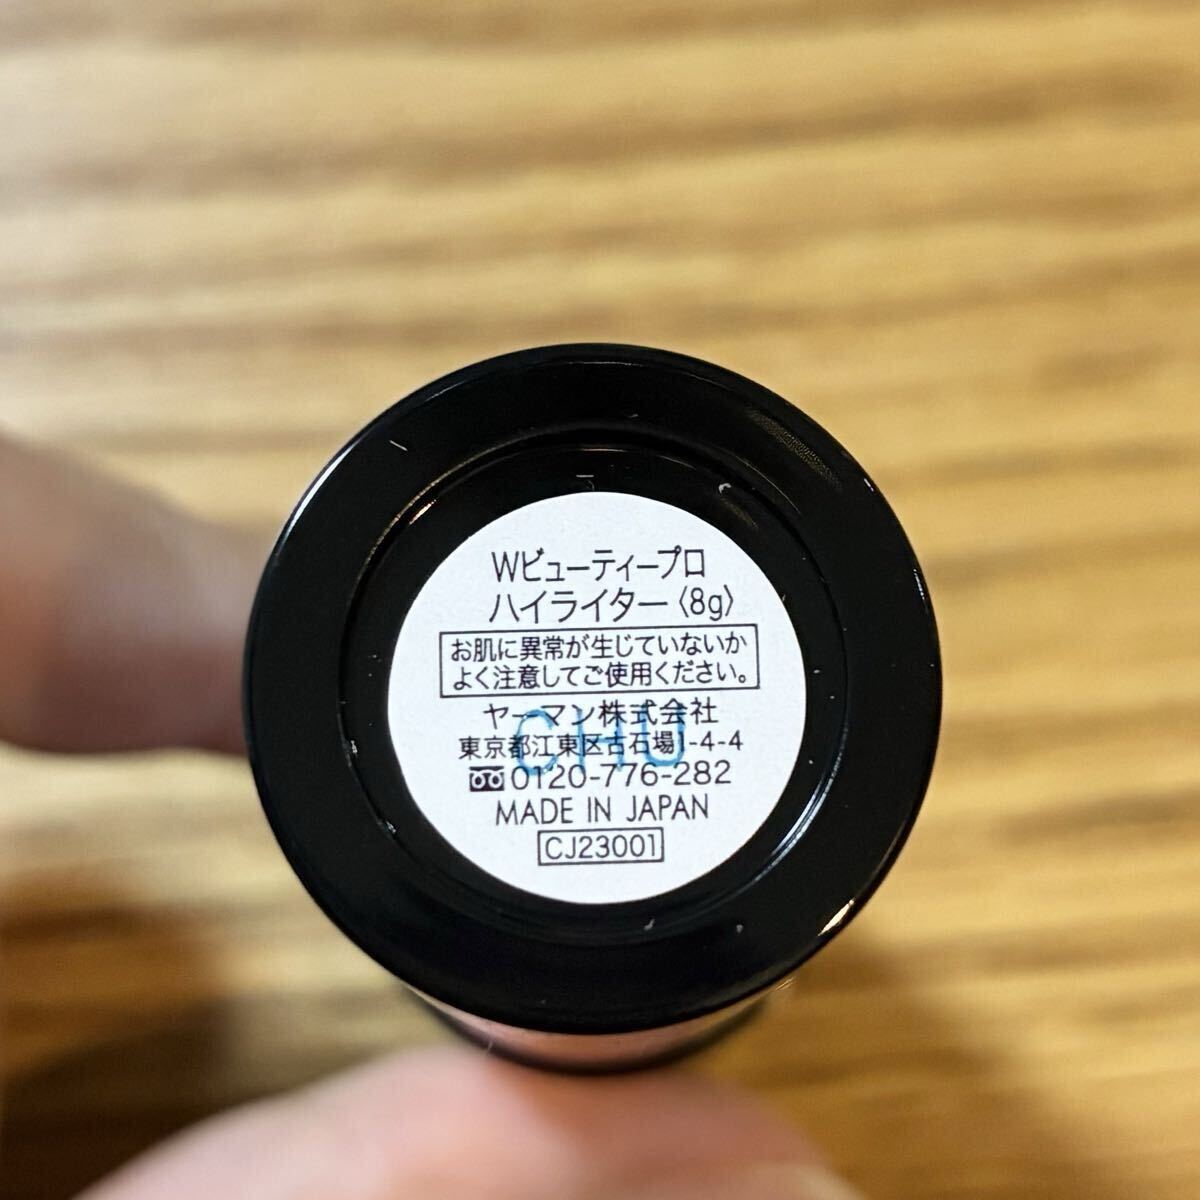 Wビューティープロ
ハイライター〈8g〉
お肌に異常が生じていないか
よく注意してご使用ください。
ヤーマン株式会社
CHU
東京都江東区古石場1-4-4
0120-776-282
MADE IN JAPAN
CJ23001